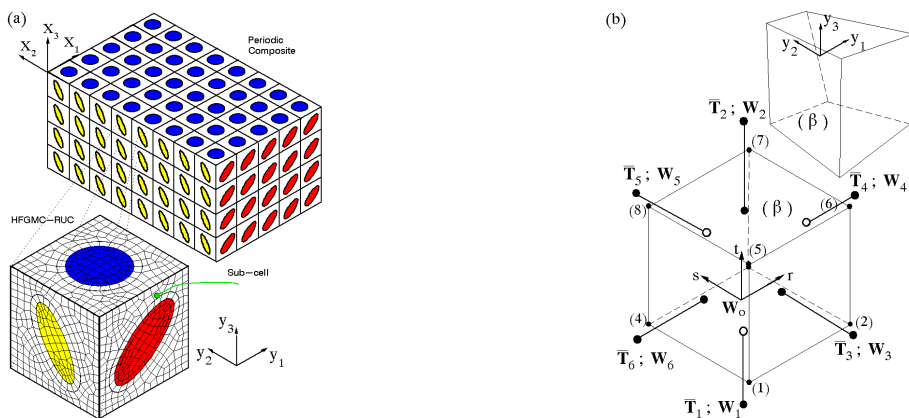 (a)
X₃
X₂
X₁
Periodic
Composite
HFGMC-RUC
Sub-cell
y₃
y₂
y₁
(b)
y₃
y₂
y₁
(β)
T̅₂ ; W₂
(7)
T̅₅ ; W₅
T̅₄ ; W₄
(8)
(β)
(6)
t
(5)
s
r
W₀
(4)
(2)
T̅₆ ; W₆
T̅₃ ; W₃
(1)
T̅₁ ; W₁